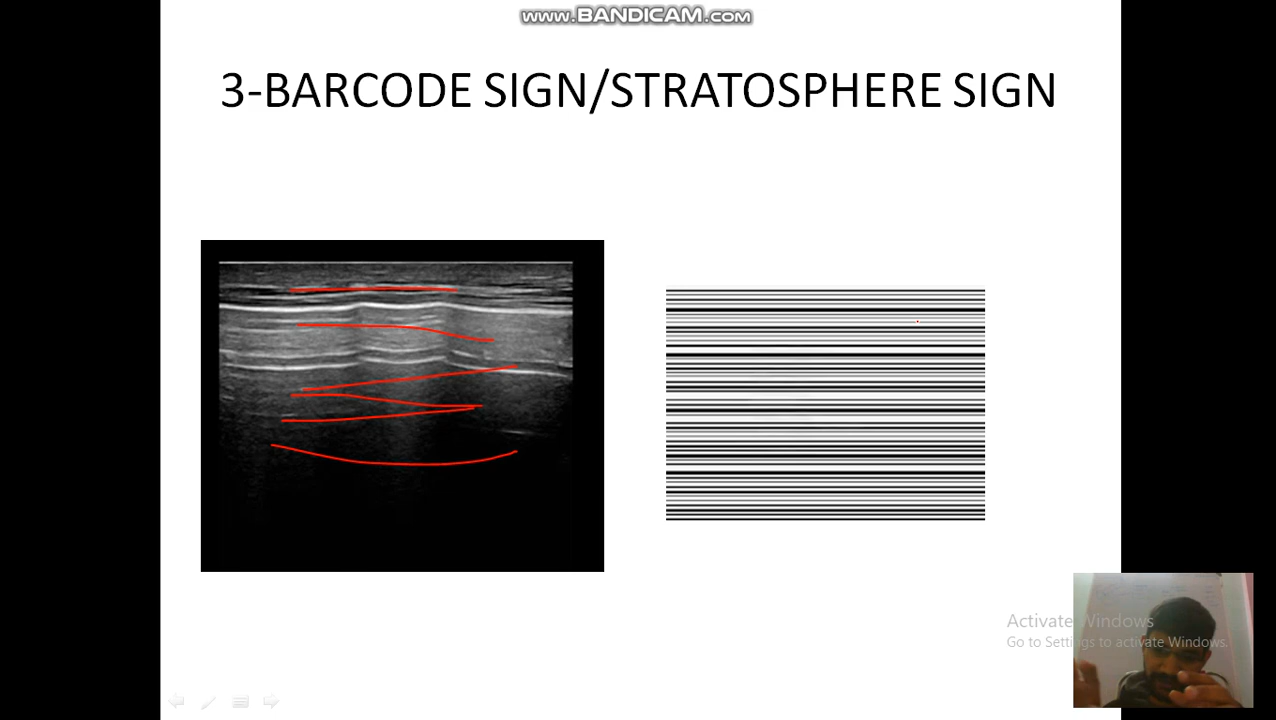 www.BANDICAM.com
3-BARCODE SIGN/STRATOSPHERE SIGN
Activate Windows
Go to Settings to activate Windows.